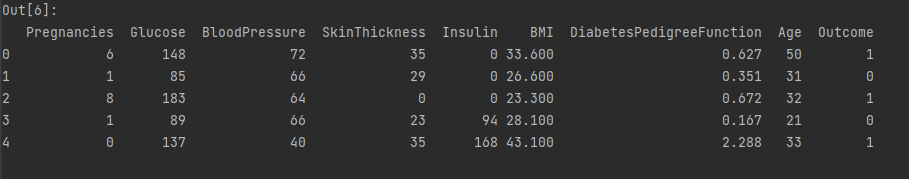 Out[6]:
Pregnancies Glucose BloodPressure SkinThickness Insulin BMI DiabetesPedigreeFunction Age Outcome
0 6 148 72 35 0 33.600 0.627 50 1
1 1 85 66 29 0 26.600 0.351 31 0
2 8 183 64 0 0 23.300 0.672 32 1
3 1 89 66 23 94 28.100 0.167 21 0
4 0 137 40 35 168 43.100 2.288 33 1